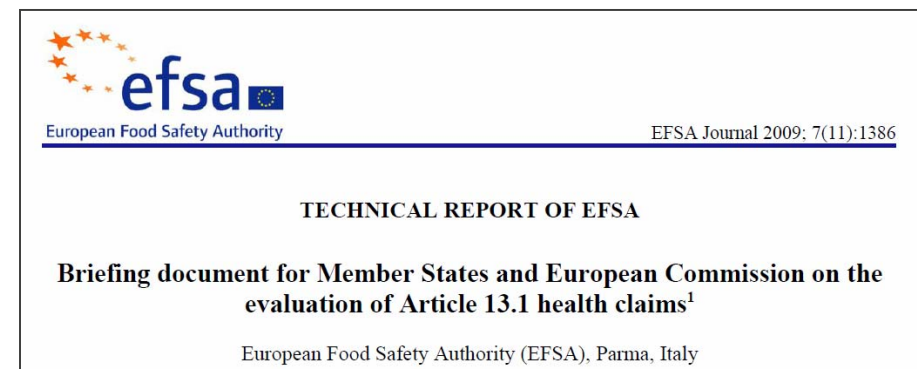 efsa
European Food Safety Authority
EFSA Journal 2009; 7(11):1386
TECHNICAL REPORT OF EFSA
Briefing document for Member States and European Commission on the
evaluation of Article 13.1 health claims¹
European Food Safety Authority (EFSA), Parma, Italy